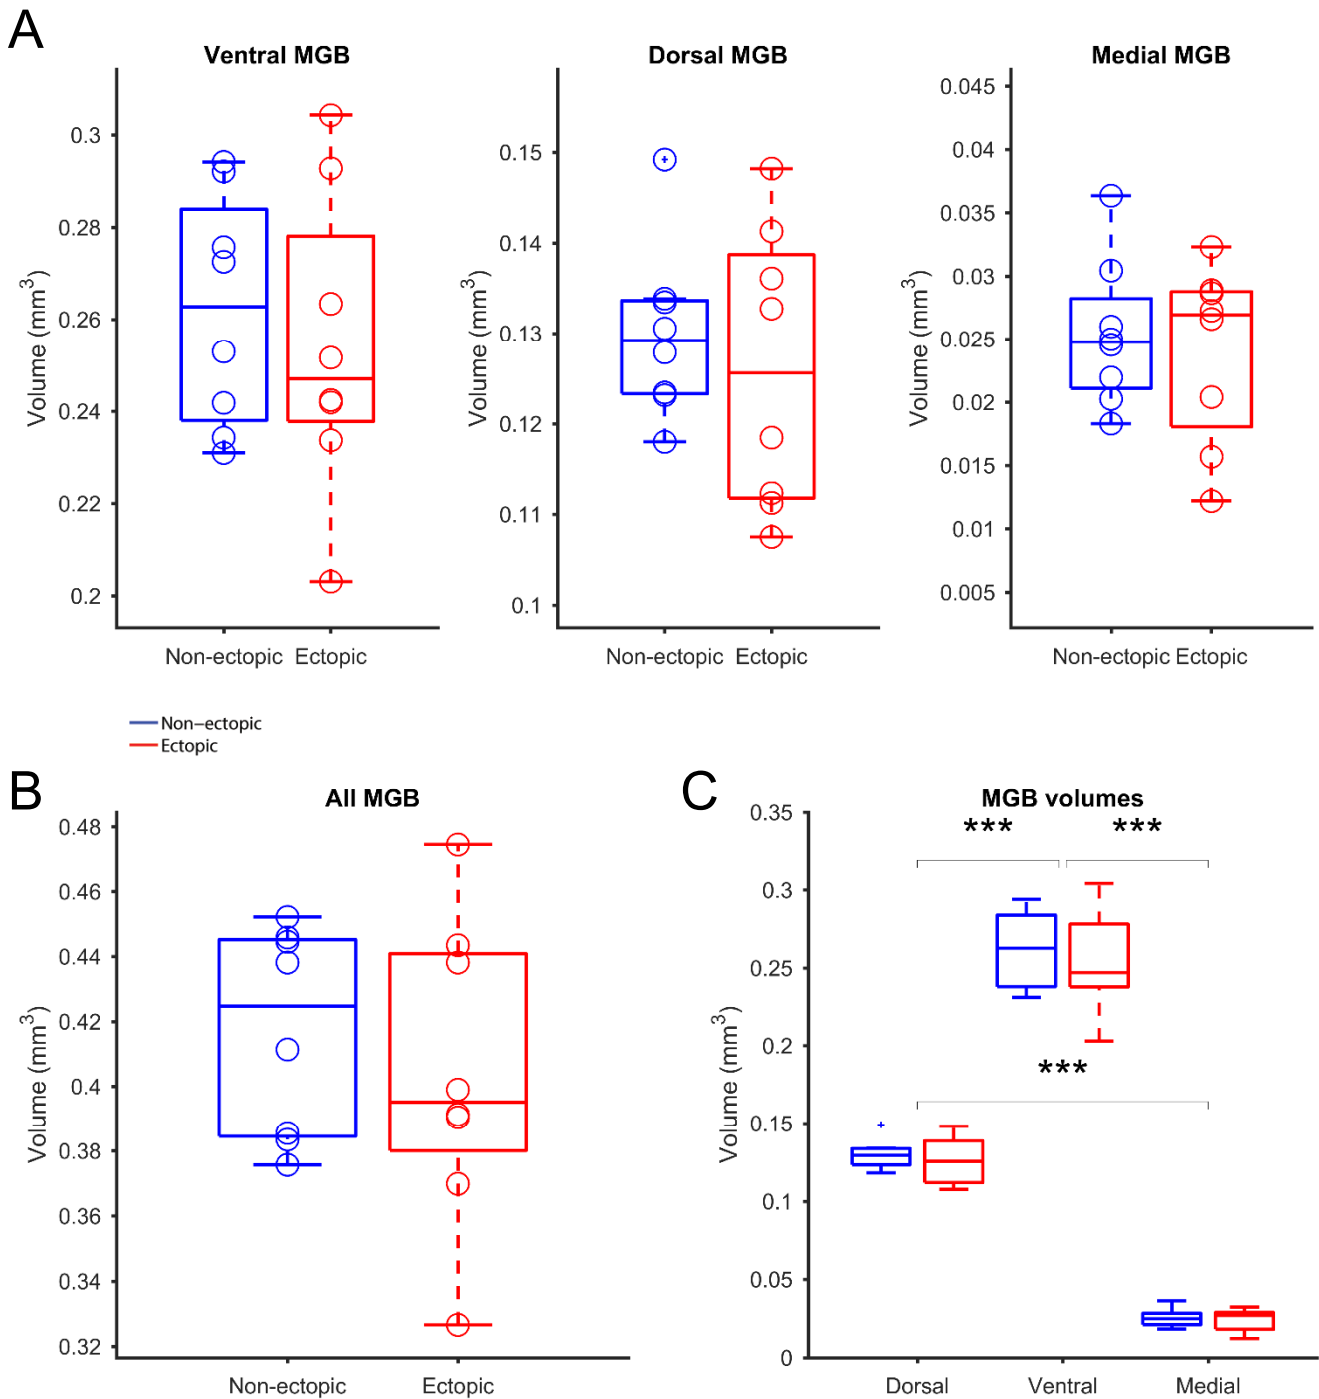 A
Ventral MGB
Dorsal MGB
Medial MGB
Volume (mm³)
0.3
0.28
0.26
0.24
0.22
0.2
Non-ectopic Ectopic
Volume (mm³)
0.15
0.14
0.13
0.12
0.11
0.1
Non-ectopic Ectopic
Volume (mm³)
0.045
0.04
0.035
0.03
0.025
0.02
0.015
0.01
0.005
Non-ectopic Ectopic
Non-ectopic
Ectopic
B
All MGB
Volume (mm³)
0.48
0.46
0.44
0.42
0.4
0.38
0.36
0.34
0.32
Non-ectopic Ectopic
C
MGB volumes
Volume (mm³)
0.35
0.3
0.25
0.2
0.15
0.1
0.05
0
*** ***
***
Dorsal Ventral Medial